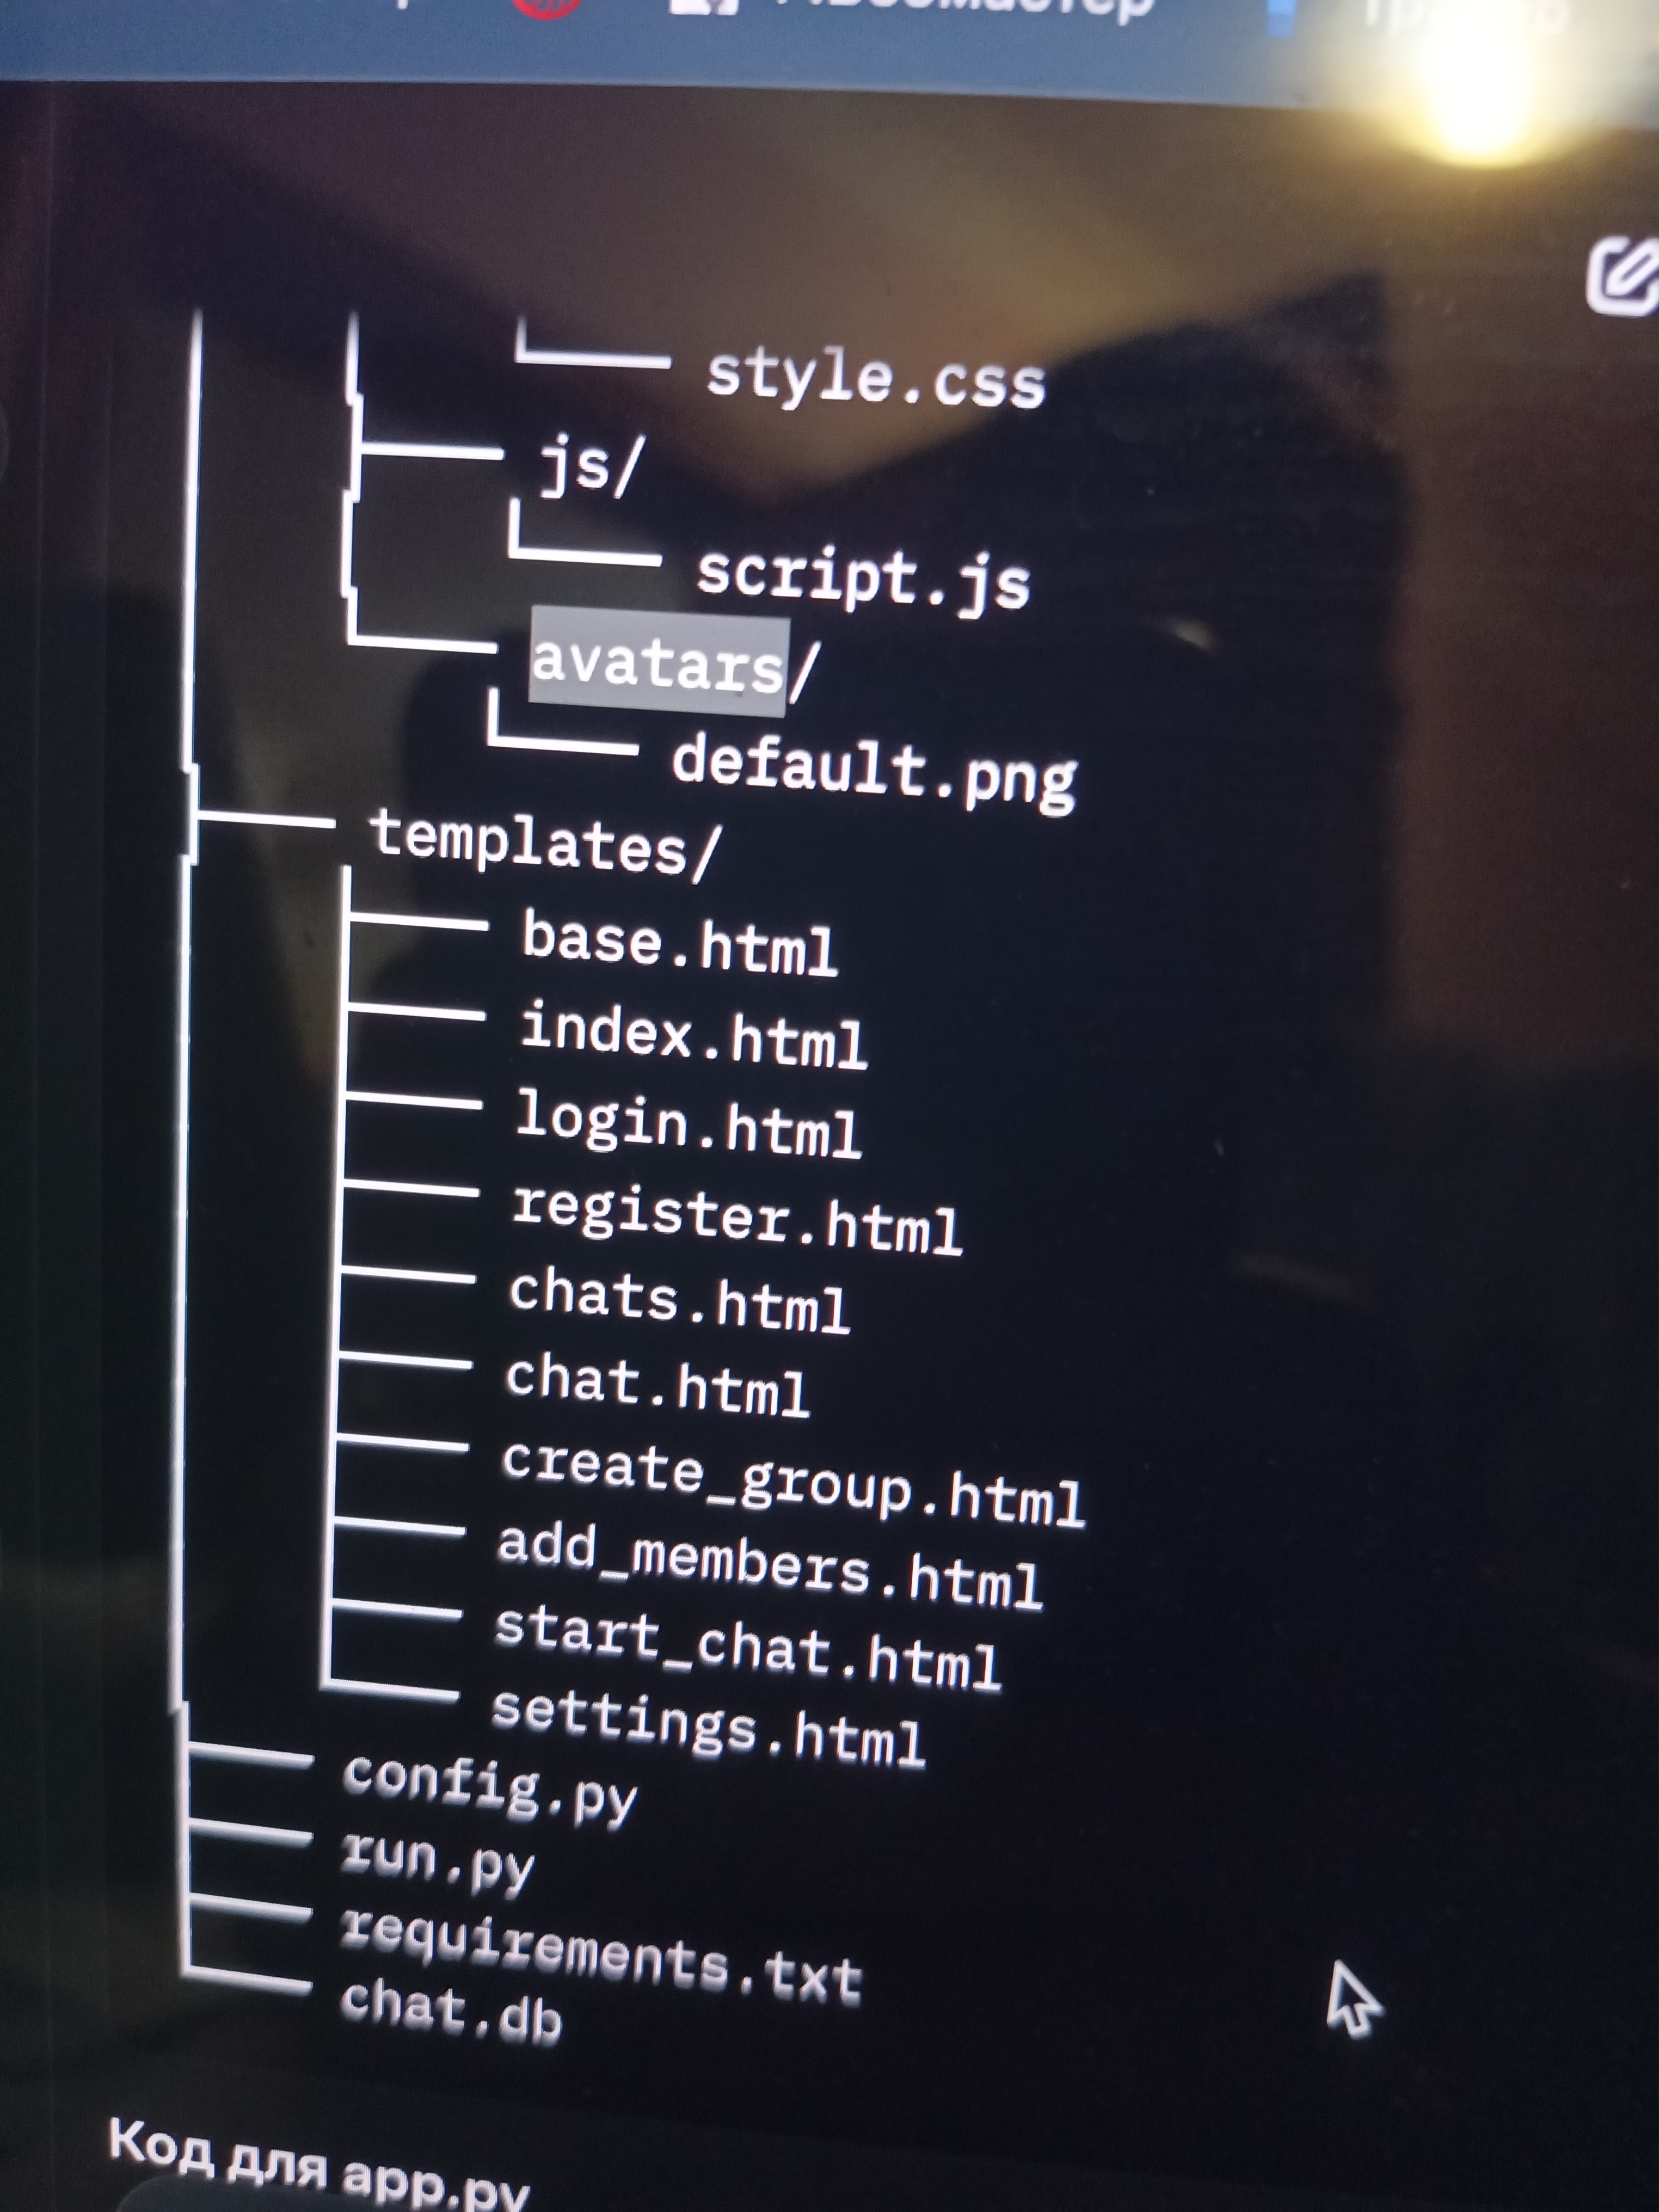 style.css
js/
script.js
avatars/
default.png
templates/
base.html
index.html
login.html
register.html
chats.html
chat.html
create_group.html
add_members.html
start_chat.html
settings.html
config.py
run.py
requirements.txt
chat.db
Код для app.py